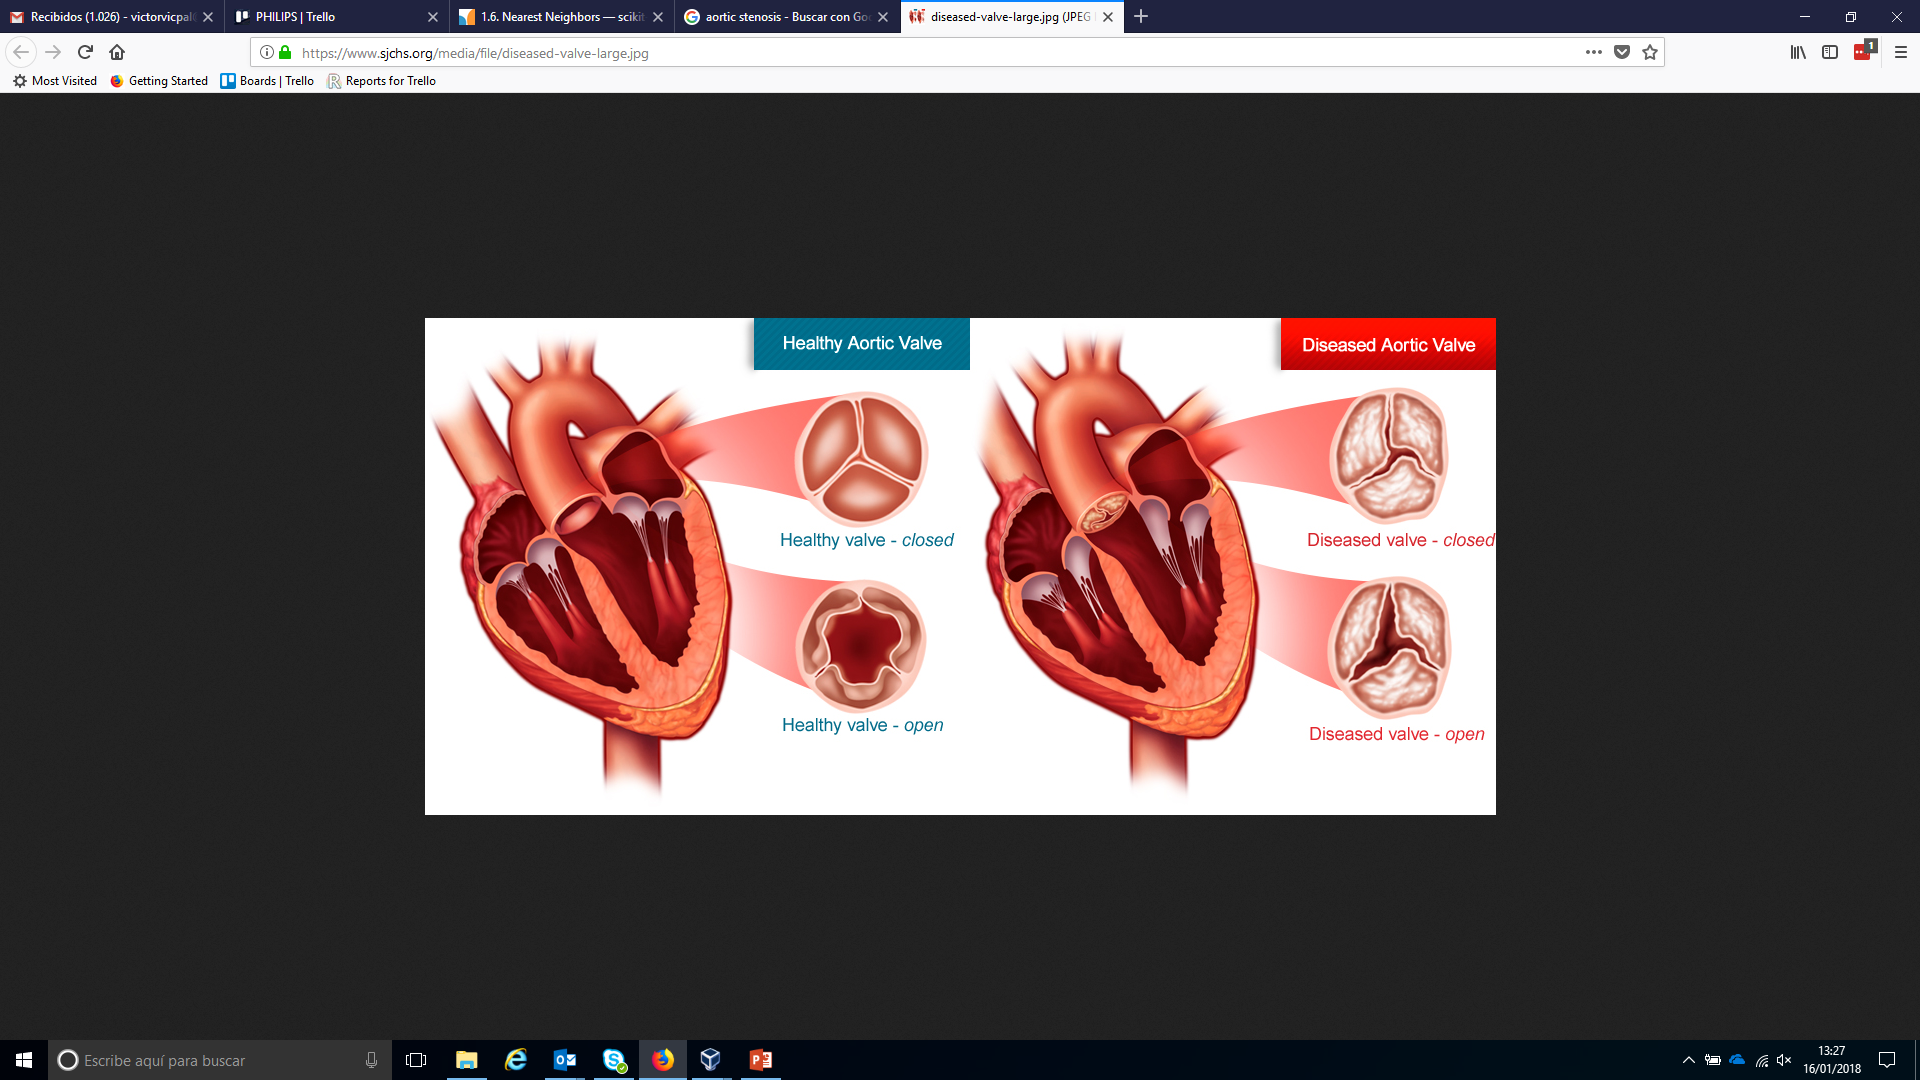 Recibidos (1.026) - victorvicpal
PHILIPS | Trello
1.6. Nearest Neighbors — scikit
aortic stenosis - Buscar con Goo
diseased-valve-large.jpg (JPEG
https://www.sjchs.org/media/file/diseased-valve-large.jpg
1
Most Visited
Getting Started
Boards | Trello
Reports for Trello
Healthy Aortic Valve
Diseased Aortic Valve
Healthy valve - closed
Diseased valve - closed
Healthy valve - open
Diseased valve - open
Escribe aquí para buscar
13:27
16/01/2018